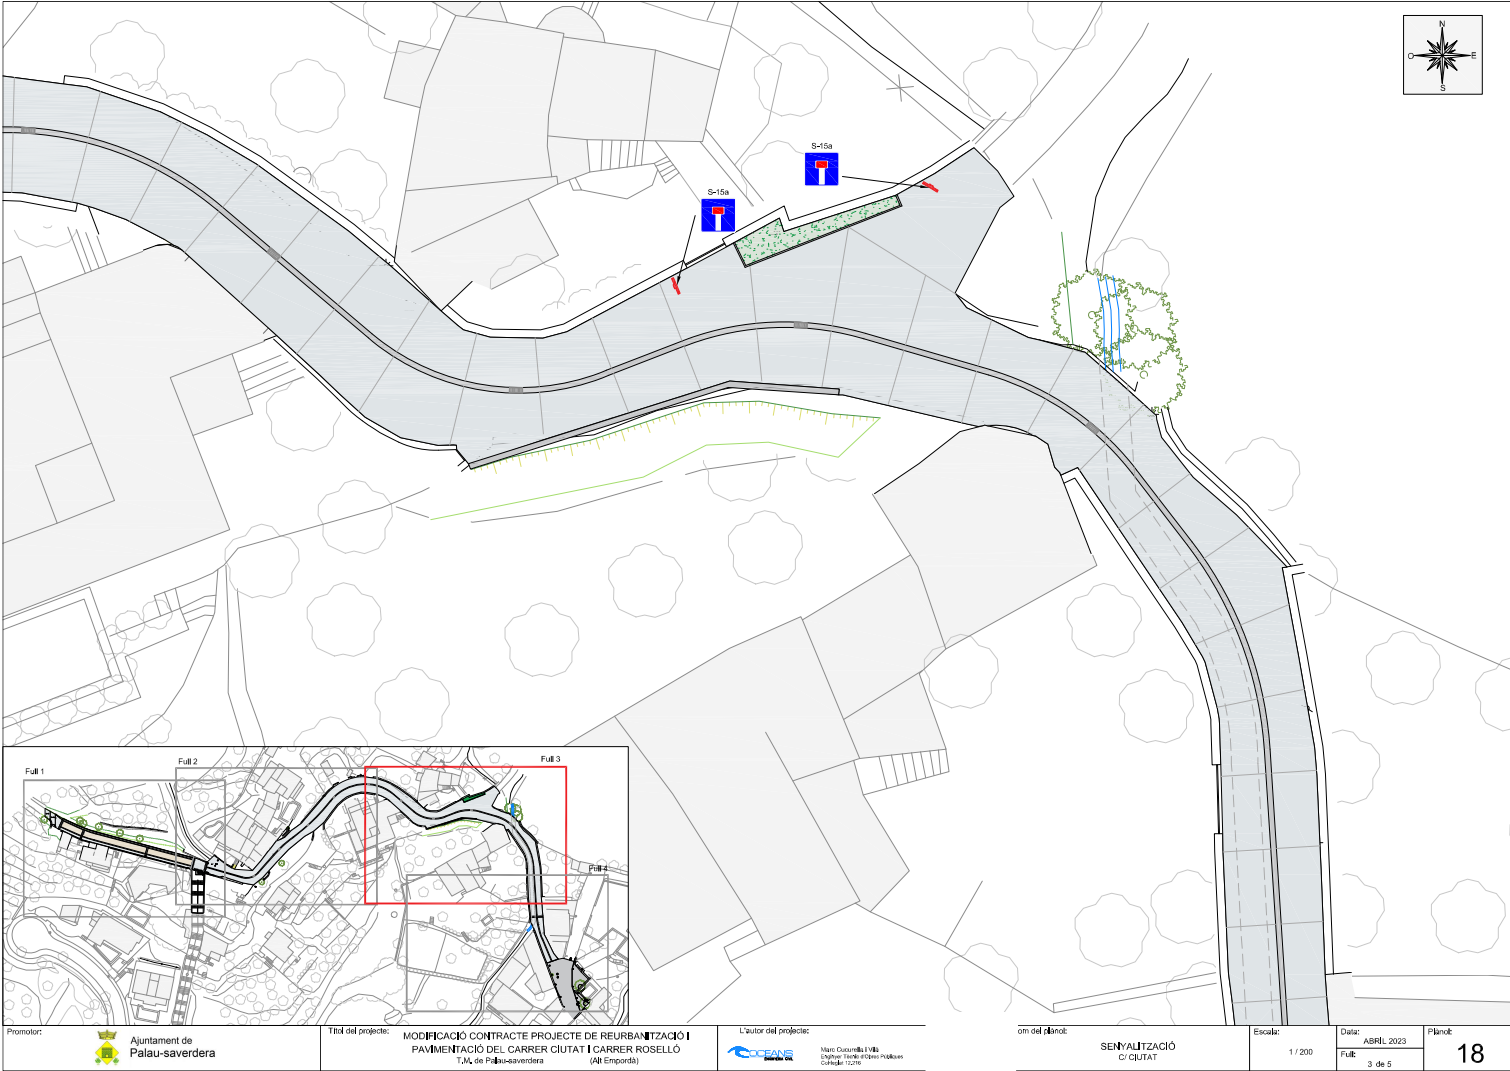 N
O
E
S
S-15a
S-15a
Full 1
Full 2
Full 3
Full 4
Promotor:
Ajuntament de
Palau-saverdera
Títol del projecte:
MODIFICACIÓ CONTRACTE PROJECTE DE REURBANITZACIÓ I
PAVIMENTACIÓ DEL CARRER CIUTAT I CARRER ROSELLÓ
T.M. de Palau-saverdera (Alt Empordà)
L'autor del projecte:
OCEANS
Marc Cucurella i Vilà
Enginyer Tècnic d'Obres Públiques
Col·legiat 12.216
om del plànol:
SENYALITZACIÓ
C/ CIUTAT
Escala:
1 / 200
Data:
ABRIL 2023
Full:
3 de 5
Plànol:
18